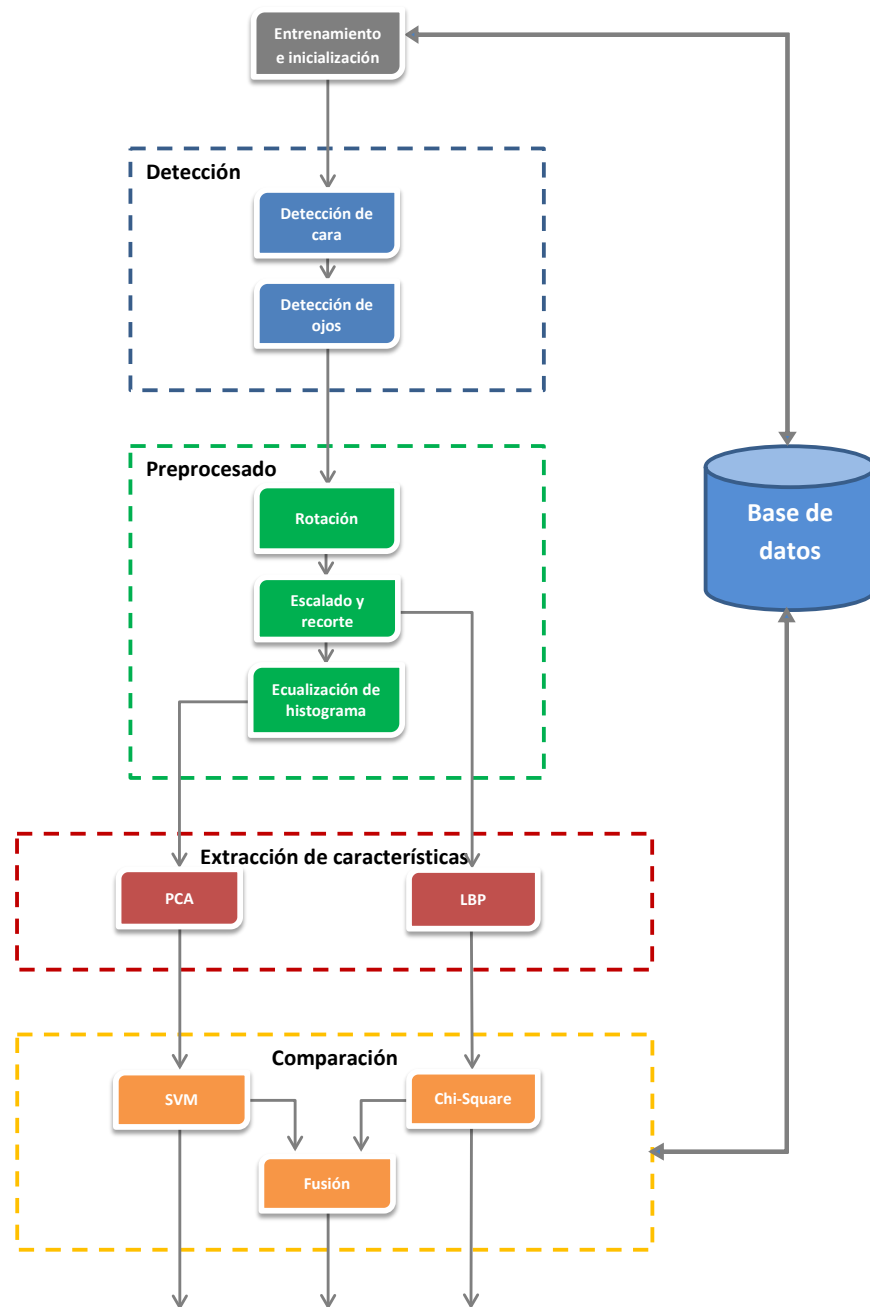 Entrenamiento
e inicialización
Detección
Detección de
cara
Detección de
ojos
Preprocesado
Rotación
Escalado y
recorte
Ecualización de
histograma
Base de
datos
Extracción de características
PCA
LBP
Comparación
SVM
Chi-Square
Fusión